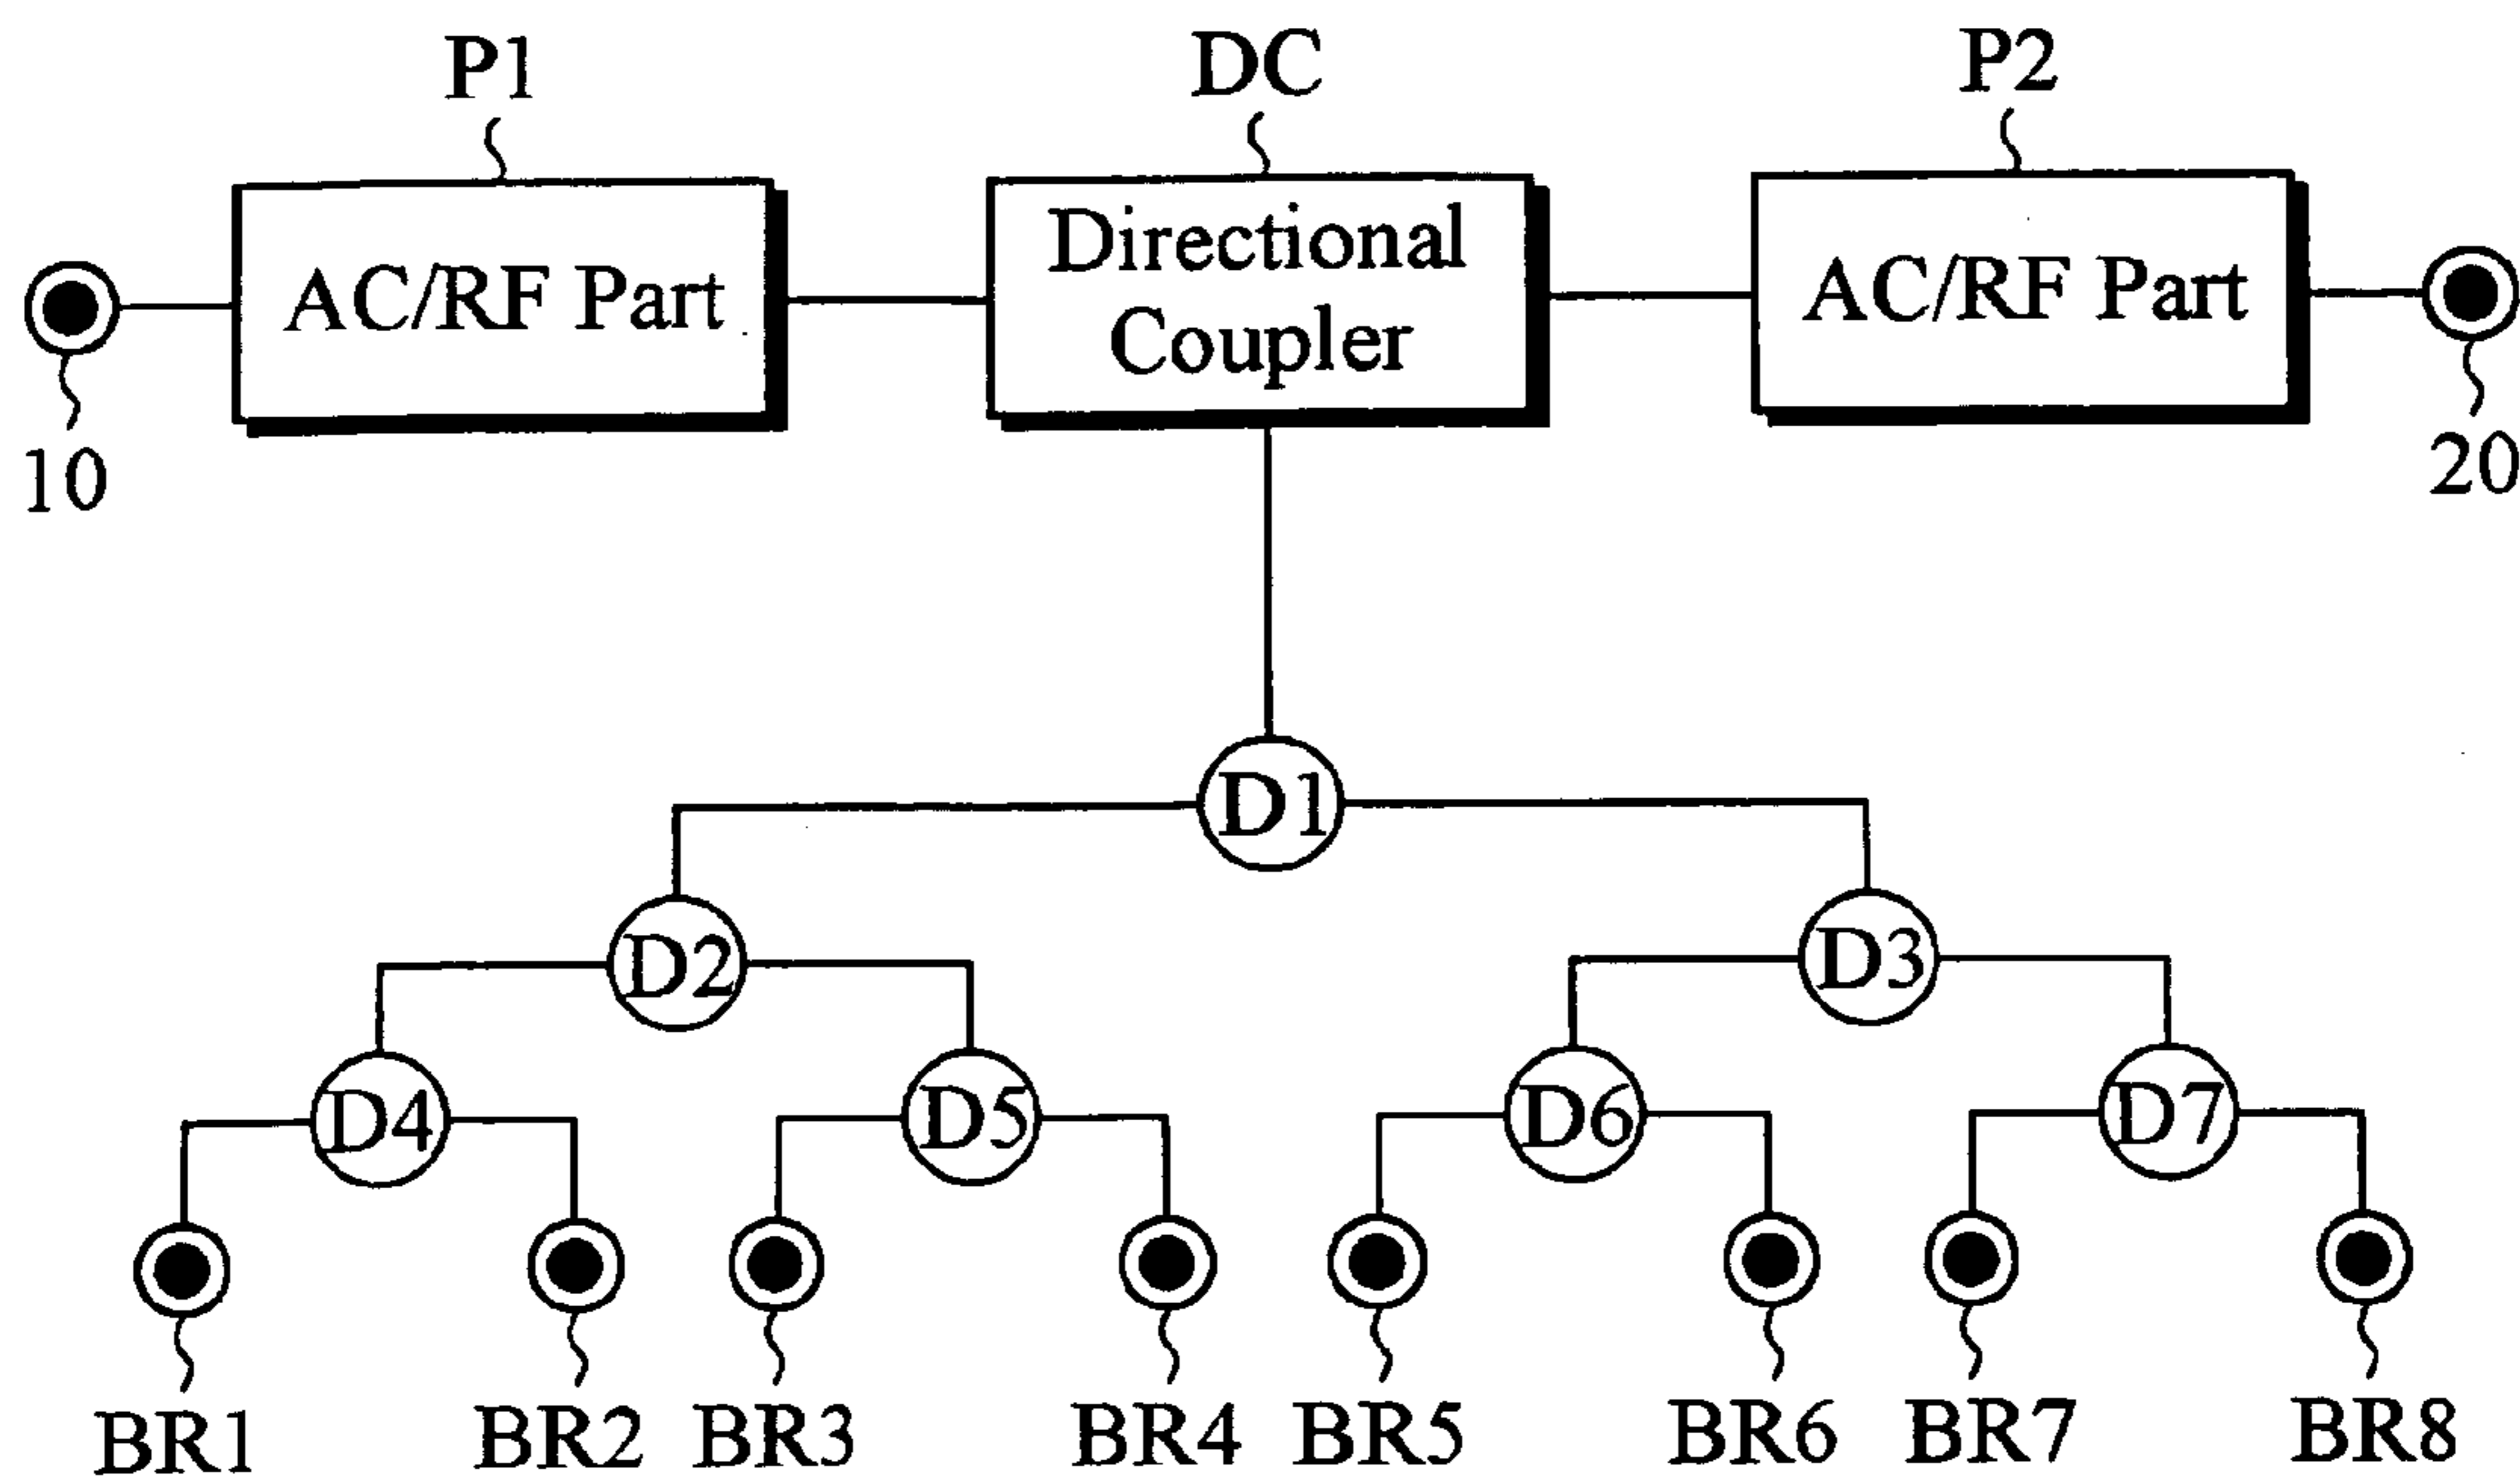 P1
DC
P2
AC/RF Part
Directional
Coupler
AC/RF Part
10
20
D1
D2
D3
D4
D5
D6
D7
BR1
BR2
BR3
BR4
BR5
BR6
BR7
BR8